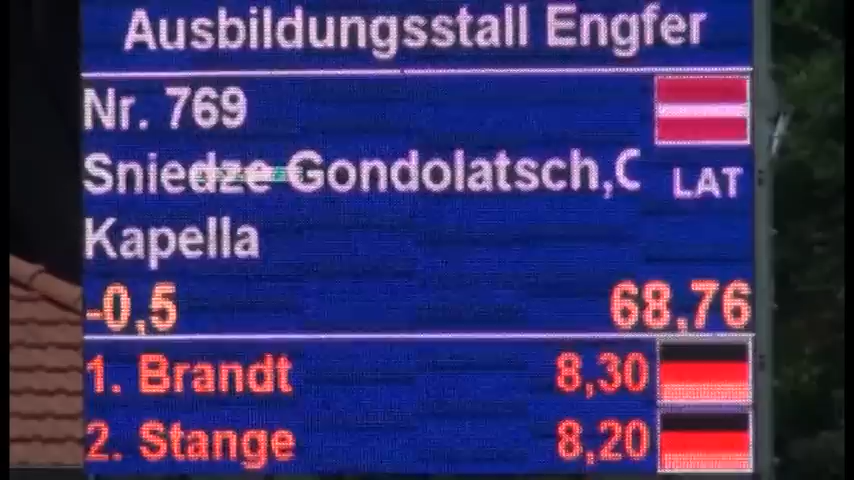 Ausbildungsstall Engfer
Nr. 769
Sniedze Gondolatsch,C LAT
Kapella
-0,5 68,76
1. Brandt 8,30
2. Stange 8,20